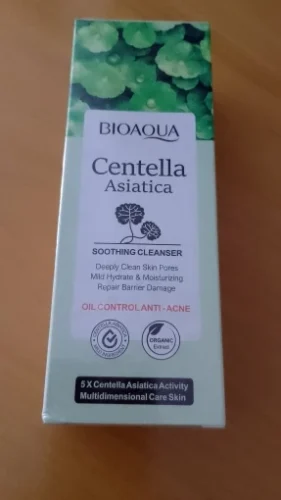 BIOAQUA
Centella
Asiatica
SOOTHING CLEANSER
Deeply Clean Skin Pores
Mild Hydrate & Moisturizing
Repair Barrier Damage
OIL CONTROL ANTI-ACNE
ORGANIC
Extract
5 X Centella Asiatica Activity
Multidimensional Care Skin